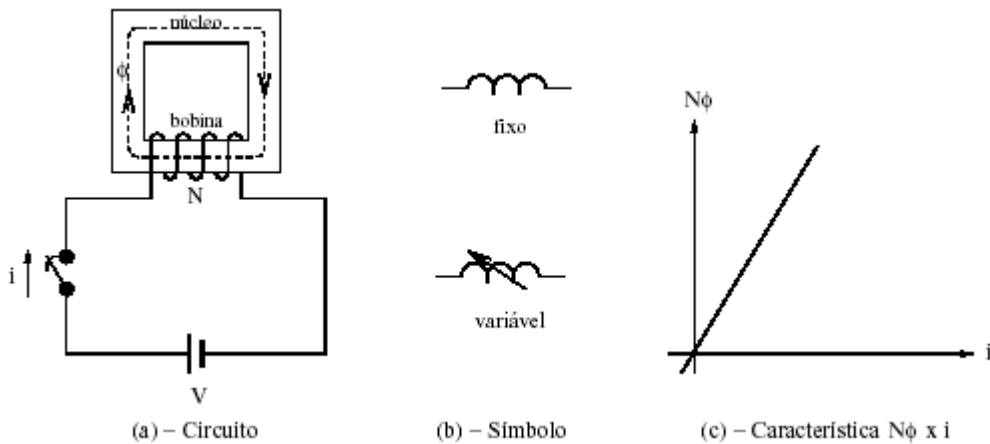 núcleo
ϕ
bobina
N
i
V
(a) – Circuito
fixo
variável
(b) – Símbolo
Nϕ
i
(c) – Característica Nϕ x i